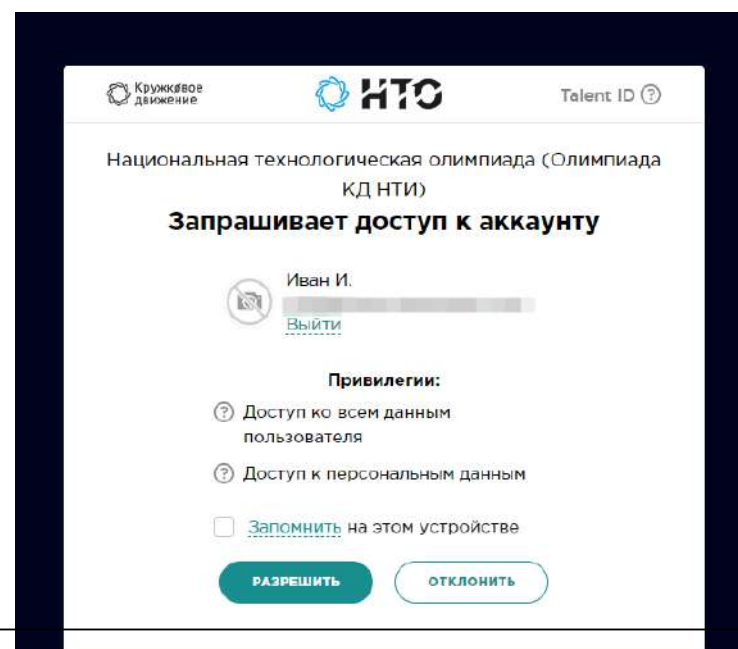 Кружковое
движение
НТО
Talent ID ?
Национальная технологическая олимпиада (Олимпиада
КД НТИ)
Запрашивает доступ к аккаунту
Иван И.
Выйти
Привилегии:
? Доступ ко всем данным
пользователя
? Доступ к персональным данным
Запомнить на этом устройстве
РАЗРЕШИТЬ
ОТКЛОНИТЬ